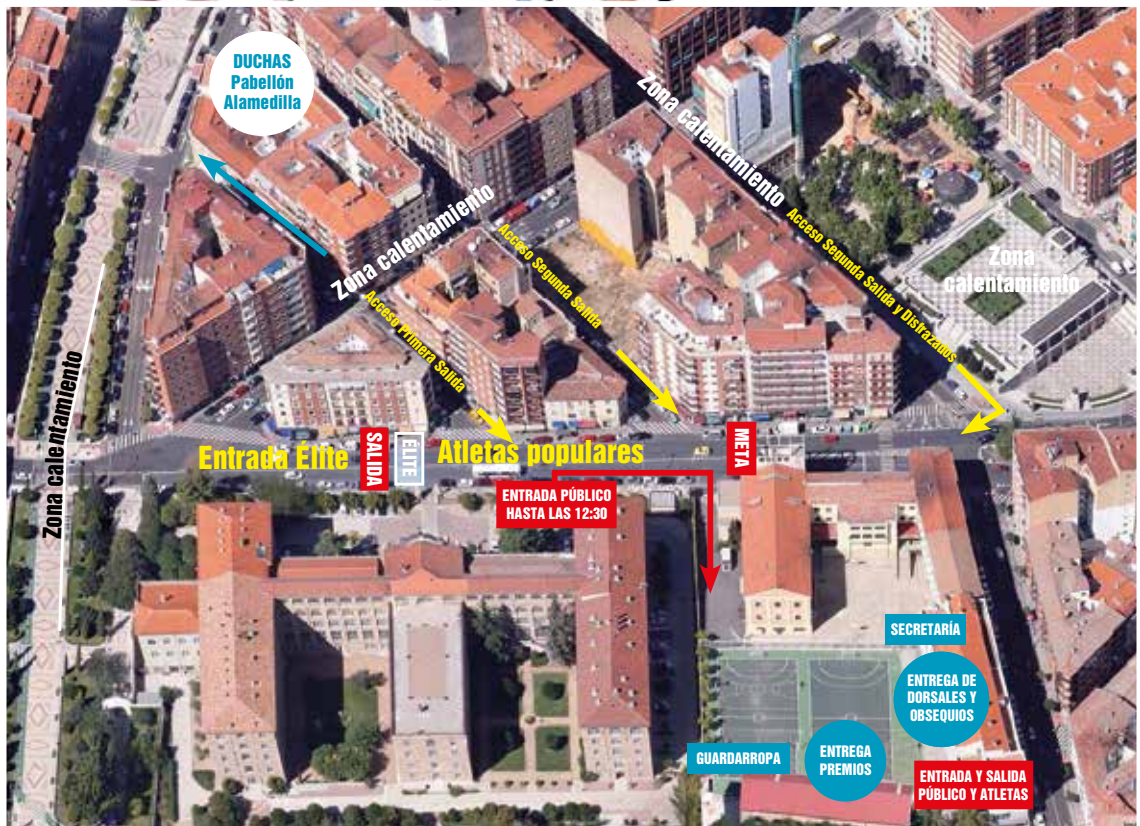 DUCHAS
Pabellón
Alamedilla
Zona calentamiento
Zona calentamiento
Acceso Segunda Salida
Acceso Segunda Salida y Disfrazados
Zona
calentamiento
Acceso Primera Salida
Zona calentamiento
Entrada Élite
SALIDA
ÉLITE
Atletas populares
META
ENTRADA PÚBLICO
HASTA LAS 12:30
SECRETARÍA
ENTREGA DE
DORSALES Y
OBSEQUIOS
GUARDARROPA
ENTREGA
PREMIOS
ENTRADA Y SALIDA
PÚBLICO Y ATLETAS